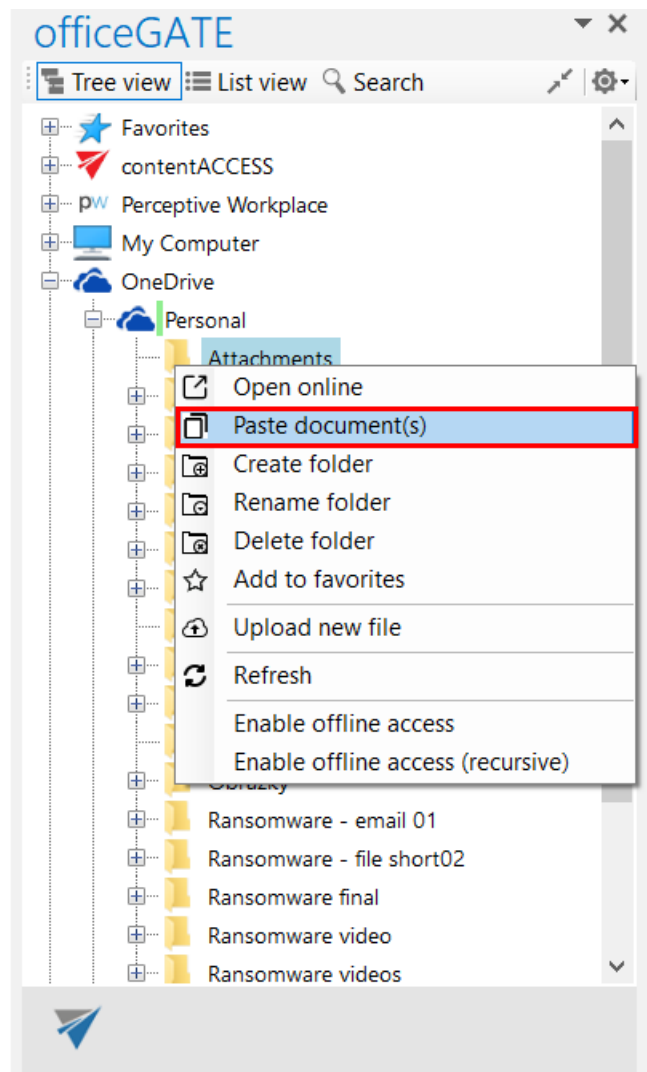 officeGATE
Tree view List view Search
Favorites
contentACCESS
pw Perceptive Workplace
My Computer
OneDrive
Personal
Attachments
Open online
Paste document(s)
Create folder
Rename folder
Delete folder
Add to favorites
Upload new file
Refresh
Enable offline access
Enable offline access (recursive)
Obrázky
Ransomware - email 01
Ransomware - file short02
Ransomware final
Ransomware video
Ransomware videos